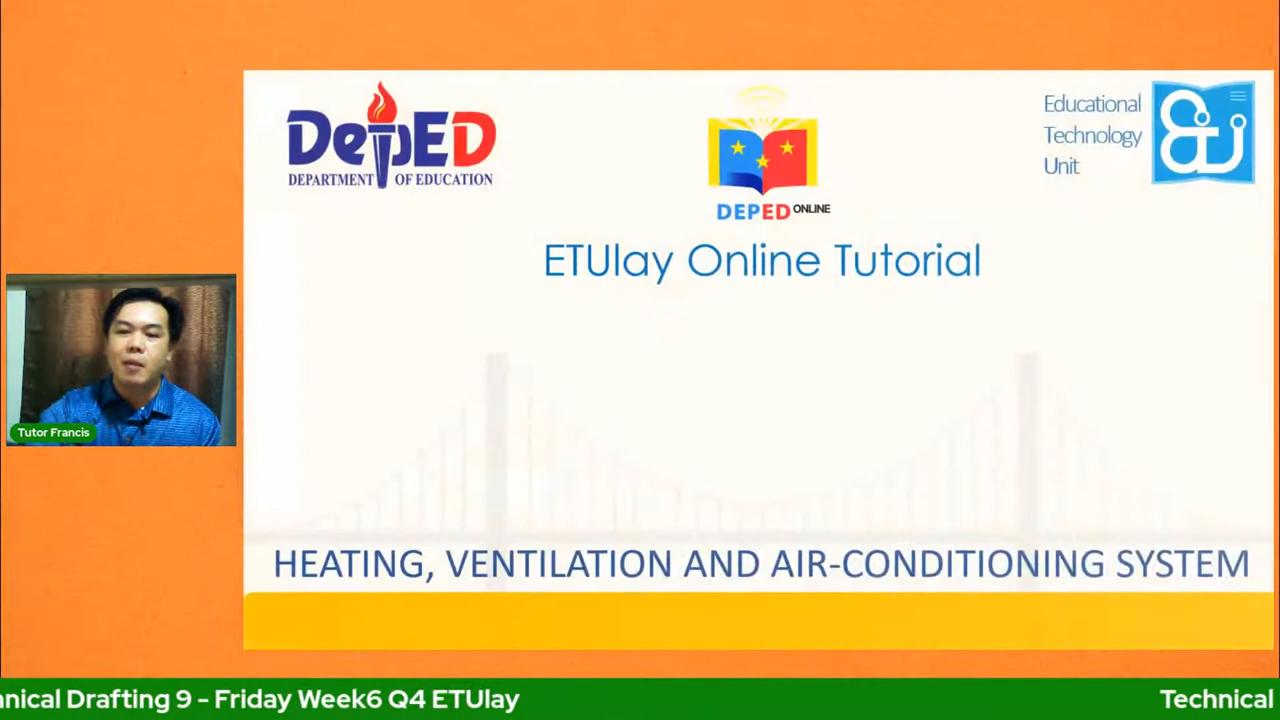 DepED
DEPARTMENT OF EDUCATION
DEPED ONLINE
Educational
Technology
Unit
ETUlay Online Tutorial
Tutor Francis
HEATING, VENTILATION AND AIR-CONDITIONING SYSTEM
nical Drafting 9 - Friday Week6 Q4 ETUlay
Technical